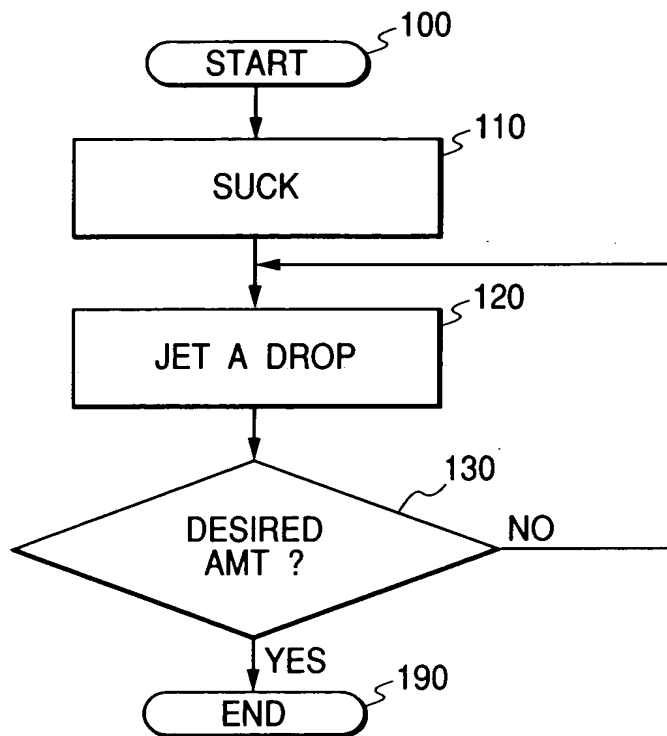 START
100
110
SUCK
120
JET A DROP
130
DESIRED
AMT ?
NO
YES
190
END